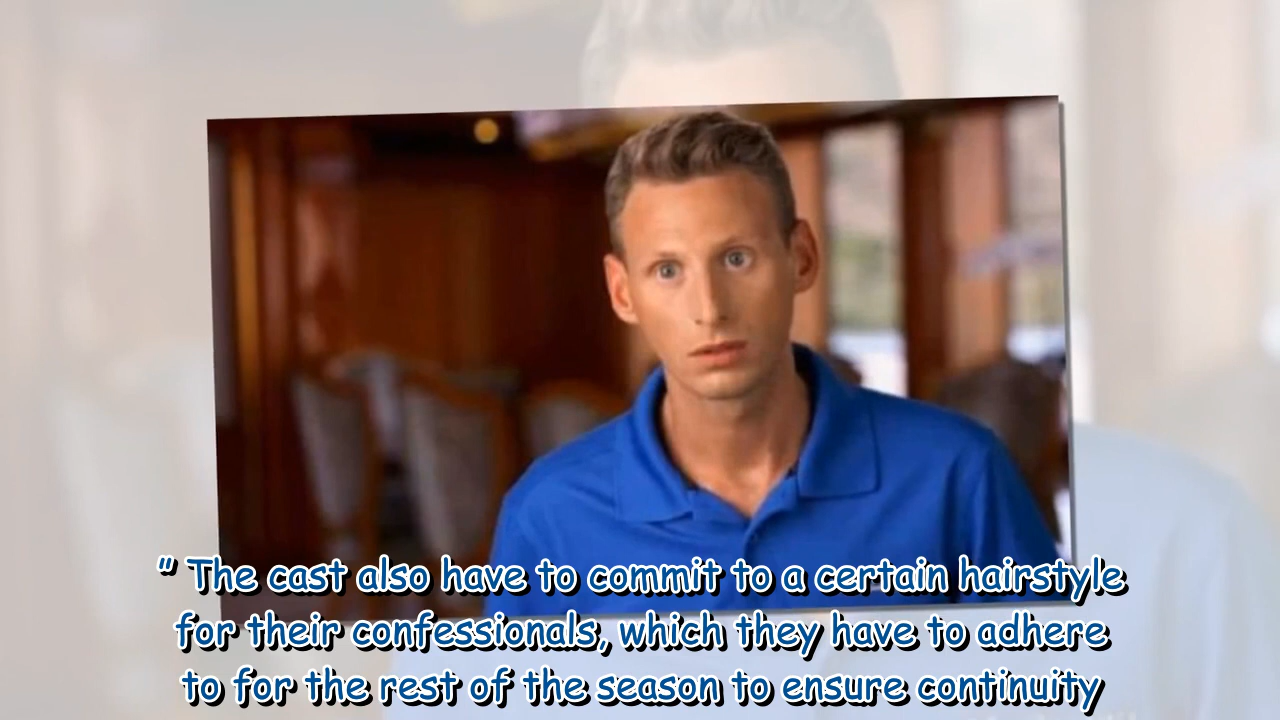 ” The cast also have to commit to a certain hairstyle
for their confessionals, which they have to adhere
to for the rest of the season to ensure continuity